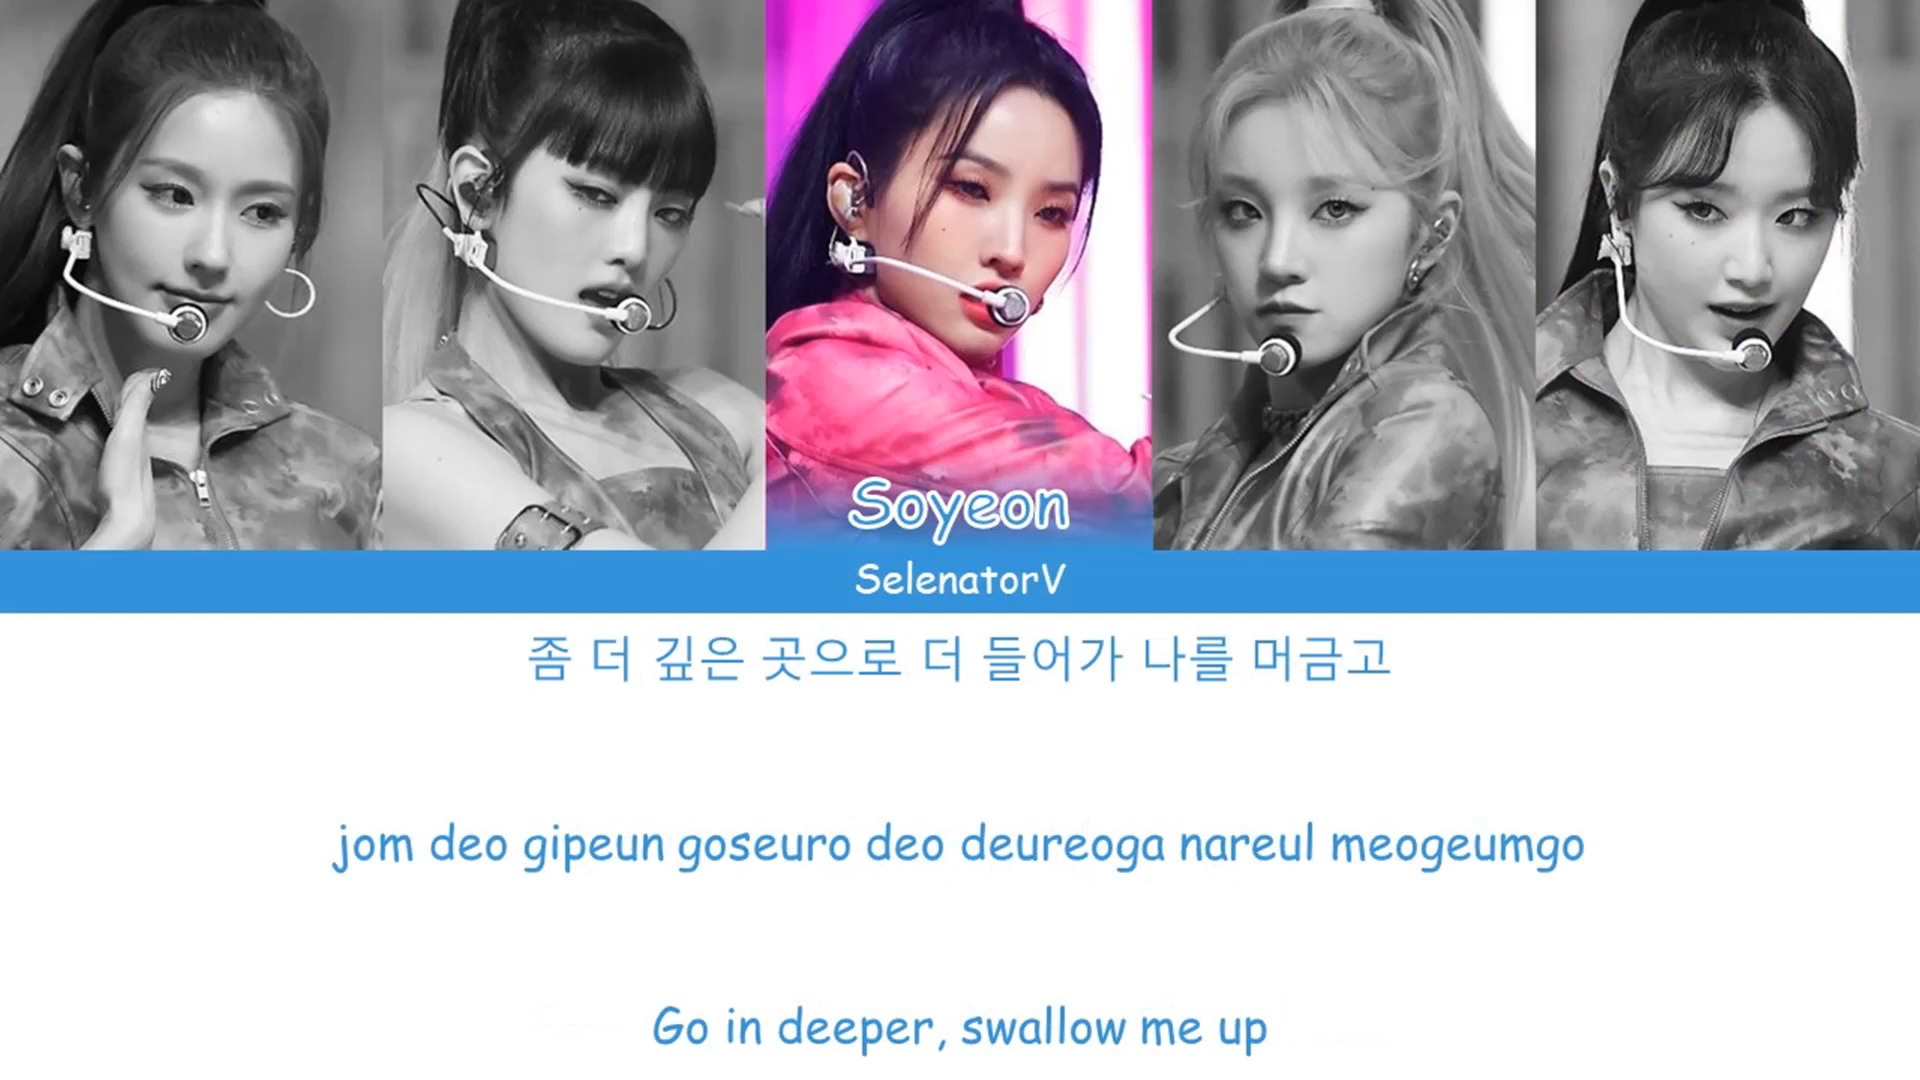 Soyeon
SelenatorV
좀 더 깊은 곳으로 더 들어가 나를 머금고
jom deo gipeun goseuro deo deureoga nareul meogeumgo
Go in deeper, swallow me up